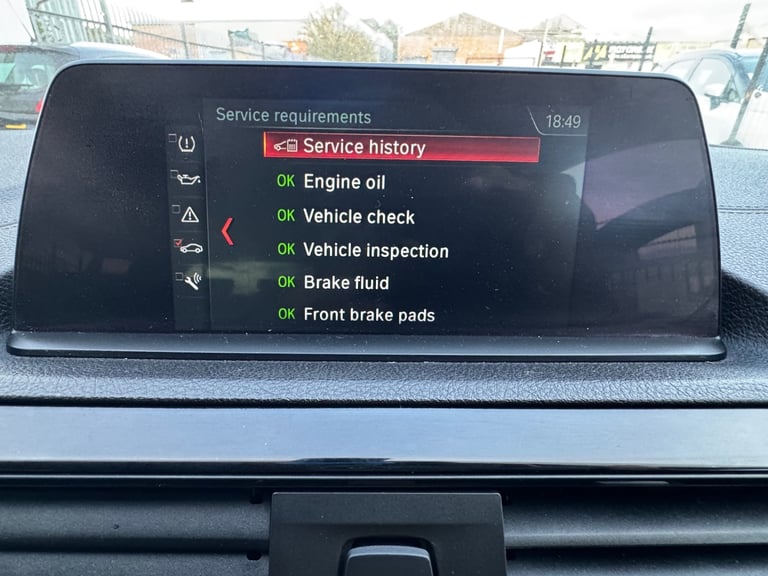 Service requirements
18:49
Service history
OK Engine oil
OK Vehicle check
OK Vehicle inspection
OK Brake fluid
OK Front brake pads